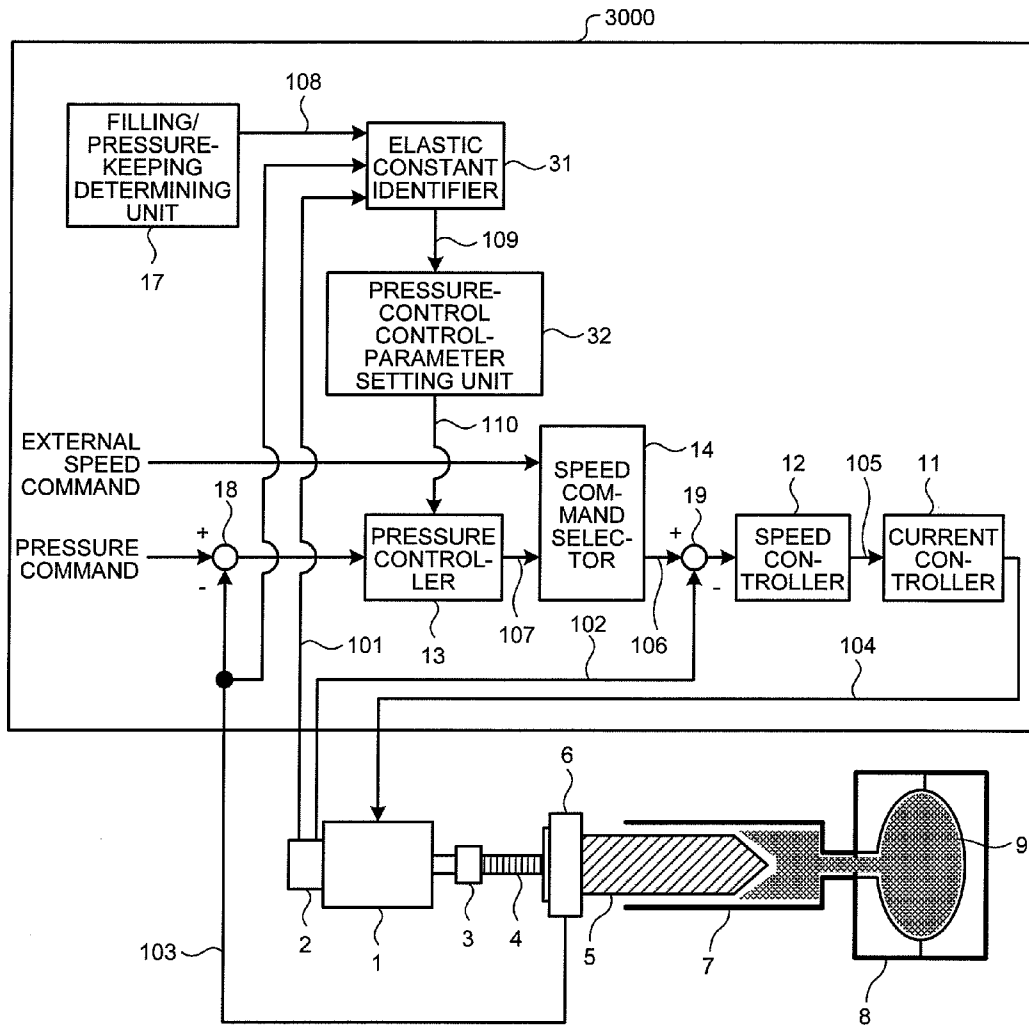 3000
108
FILLING/
PRESSURE-
KEEPING
DETERMINING
UNIT
17
ELASTIC
CONSTANT
IDENTIFIER
31
109
PRESSURE-
CONTROL
CONTROL-
PARAMETER
SETTING UNIT
32
110
EXTERNAL
SPEED
COMMAND
14
SPEED
COM-
MAND
SELEC-
TOR
PRESSURE
COMMAND
+
18
-
PRESSURE
CONTROL-
LER
13
107
106
+
19
-
12
SPEED
CON-
TROLLER
105
11
CURRENT
CON-
TROLLER
101
102
104
103
2
1
3
4
6
5
7
8
9